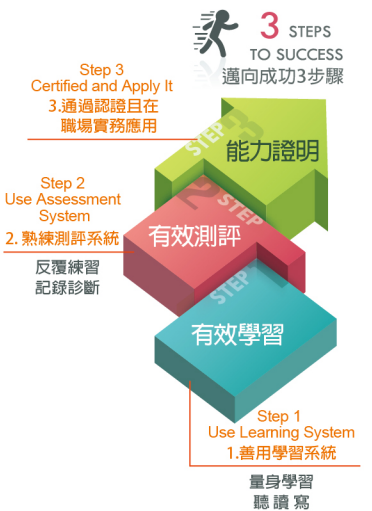 3 STEPS
TO SUCCESS
邁向成功3步驟
Step 3
Certified and Apply It
3.通過認證且在
職場實務應用
STEP 3
能力證明
Step 2
Use Assessment
System
2. 熟練測評系統
反覆練習
記錄診斷
2 STEP
有效測評
STEP
有效學習
Step 1
Use Learning System
1.善用學習系統
量身學習
聽 讀 寫